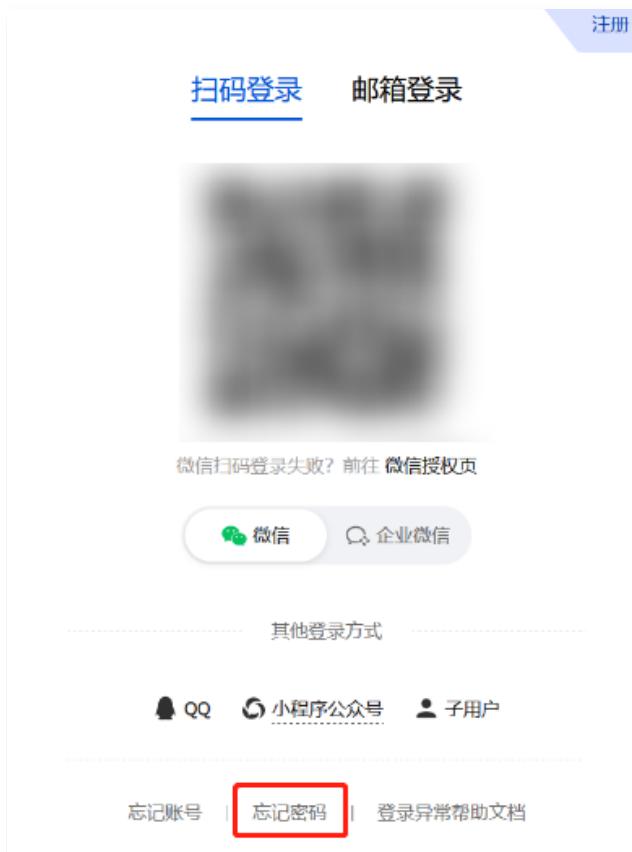 注册
扫码登录 邮箱登录
微信扫码登录失败？前往 微信授权页
微信 企业微信
其他登录方式
QQ 小程序公众号 子用户
忘记账号 | 忘记密码 | 登录异常帮助文档